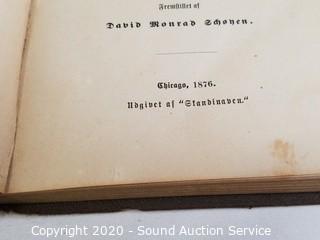 Fremstillet af
David Monrad Schøyen.
Chicago, 1876.
Udgivet af "Skandinaven."
Copyright 2020 - Sound Auction Service